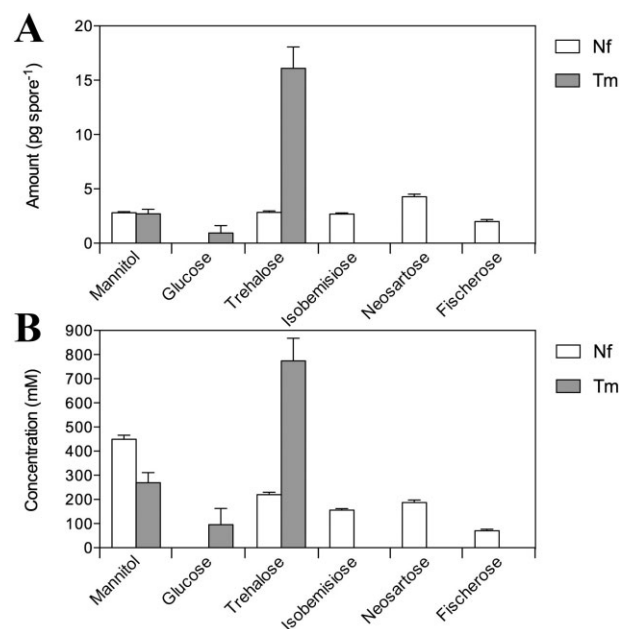 A
Amount (pg spore⁻¹)
20
15
10
5
0
Mannitol
Glucose
Trehalose
Isobemisiose
Neosartose
Fischerose
Nf
Tm
B
Concentration (mM)
900
800
700
600
500
400
300
200
100
0
Mannitol
Glucose
Trehalose
Isobemisiose
Neosartose
Fischerose
Nf
Tm